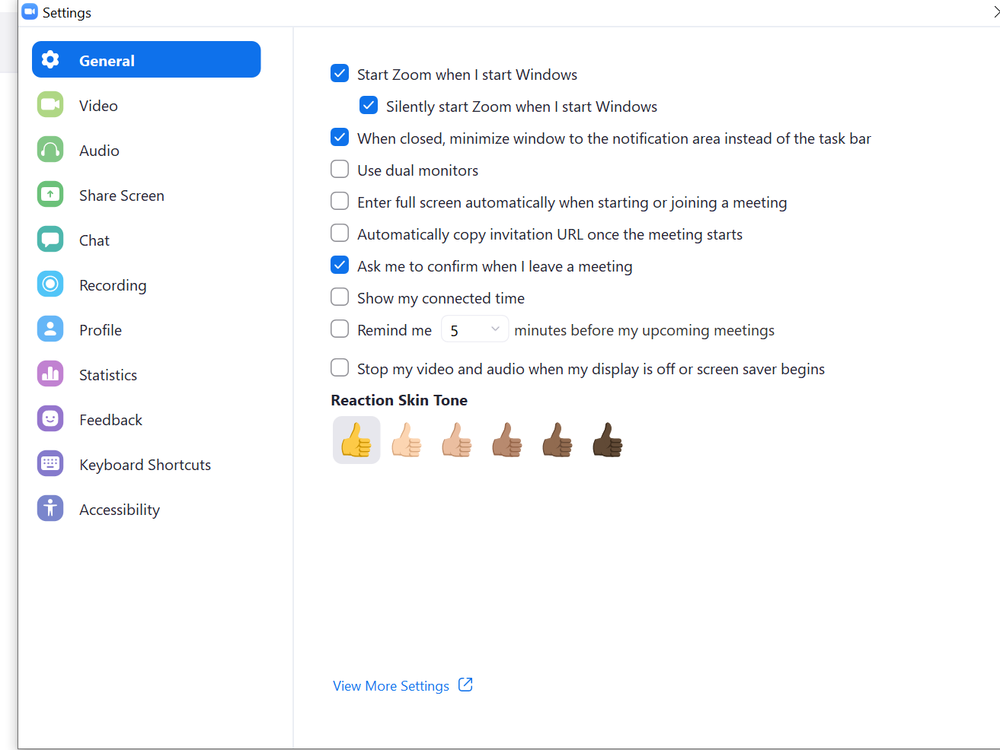 Settings
General
Video
Audio
Share Screen
Chat
Recording
Profile
Statistics
Feedback
Keyboard Shortcuts
Accessibility
Start Zoom when I start Windows
Silently start Zoom when I start Windows
When closed, minimize window to the notification area instead of the task bar
Use dual monitors
Enter full screen automatically when starting or joining a meeting
Automatically copy invitation URL once the meeting starts
Ask me to confirm when I leave a meeting
Show my connected time
Remind me 5 minutes before my upcoming meetings
Stop my video and audio when my display is off or screen saver begins
Reaction Skin Tone
View More Settings